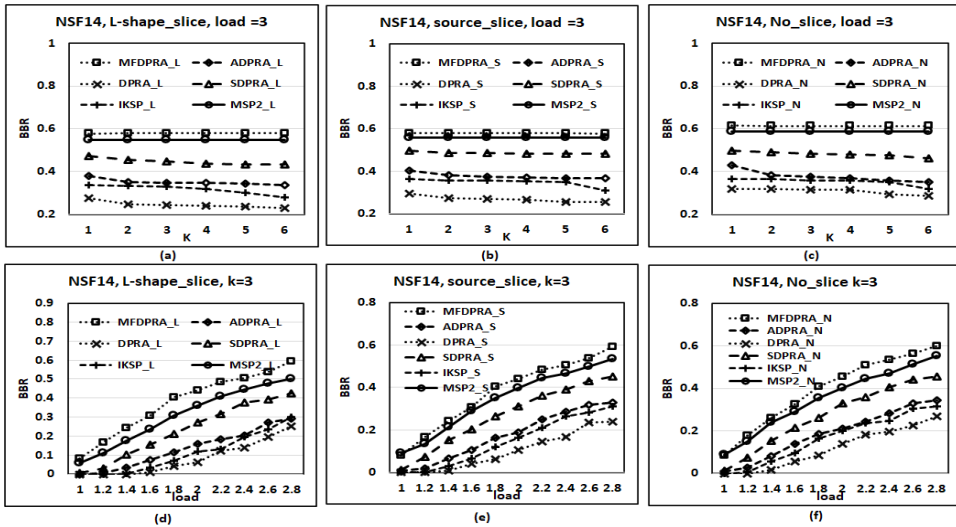 NSF14, L-shape_slice, load =3
1
0.8
0.6
0.4
0.2
BBR
MFDPRA_L ADPRA_L
DPRA_L SDPRA_L
IKSP_L MSP2_L
1 2 3 4 5 6
K
(a)
NSF14, source_slice, load =3
1
0.8
0.6
0.4
0.2
BBR
MFDPRA_S ADPRA_S
DPRA_S SDPRA_S
IKSP_S MSP2_S
1 2 3 4 5 6
K
(b)
NSF14, No_slice, load =3
1
0.8
0.6
0.4
0.2
BBR
MFDPRA_N ADPRA_N
DPRA_N SDPRA_N
IKSP_N MSP2_N
1 2 3 4 5 6
K
(c)
NSF14, L-shape_slice, k=3
0.9
0.8
0.7
0.6
0.5
0.4
0.3
0.2
0.1
0
BBR
MFDPRA_L ADPRA_L
DPRA_L SDPRA_L
IKSP_L MSP2_L
1 1.2 1.4 1.6 1.8 2 2.2 2.4 2.6 2.8
load
(d)
NSF14, source_slice, k=3
0.8
0.6
0.4
0.2
0
BBR
MFDPRA_S
ADPRA_S
DPRA_S
SDPRA_S
IKSP_S
MSP2_S
1 1.2 1.4 1.6 1.8 2 2.2 2.4 2.6 2.8
load
(e)
NSF14, No_slice k=3
0.8
0.6
0.4
0.2
0
BBR
MFDPRA_N
ADPRA_N
DPRA_N
SDPRA_N
IKSP_N
MSP2_N
1 1.2 1.4 1.6 1.8 2 2.2 2.4 2.6 2.8
load
(f)